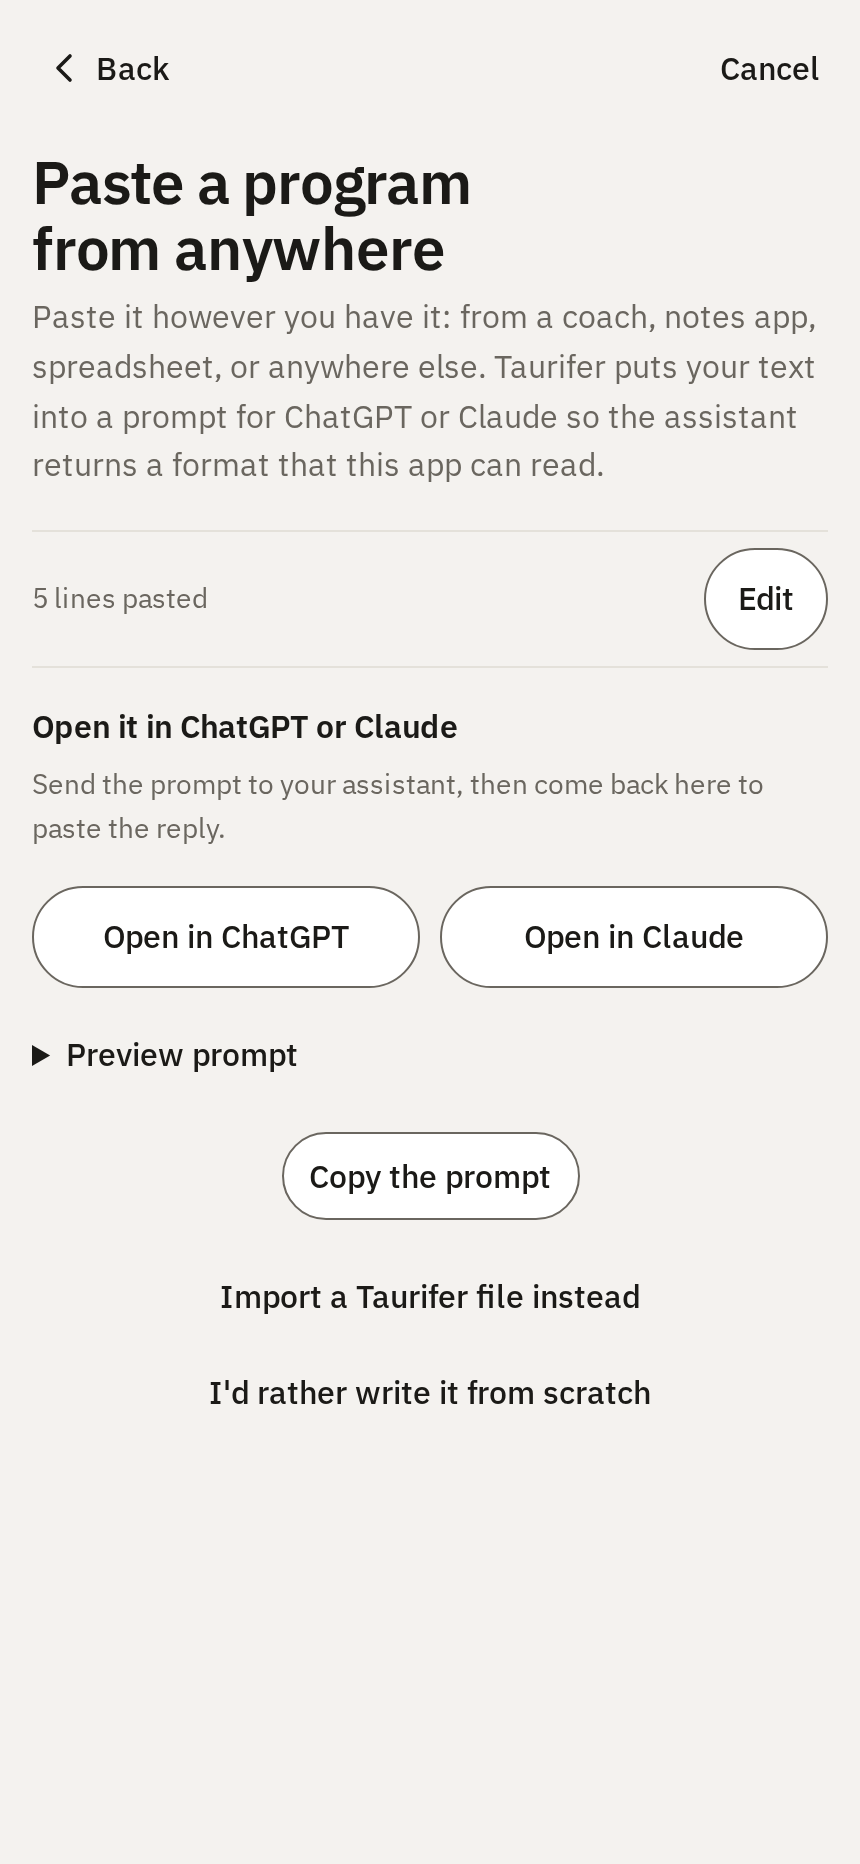 Back
Cancel
Paste a program
from anywhere
Paste it however you have it: from a coach, notes app,
spreadsheet, or anywhere else. Taurifer puts your text
into a prompt for ChatGPT or Claude so the assistant
returns a format that this app can read.
5 lines pasted
Edit
Open it in ChatGPT or Claude
Send the prompt to your assistant, then come back here to
paste the reply.
Open in ChatGPT
Open in Claude
Preview prompt
Copy the prompt
Import a Taurifer file instead
I'd rather write it from scratch